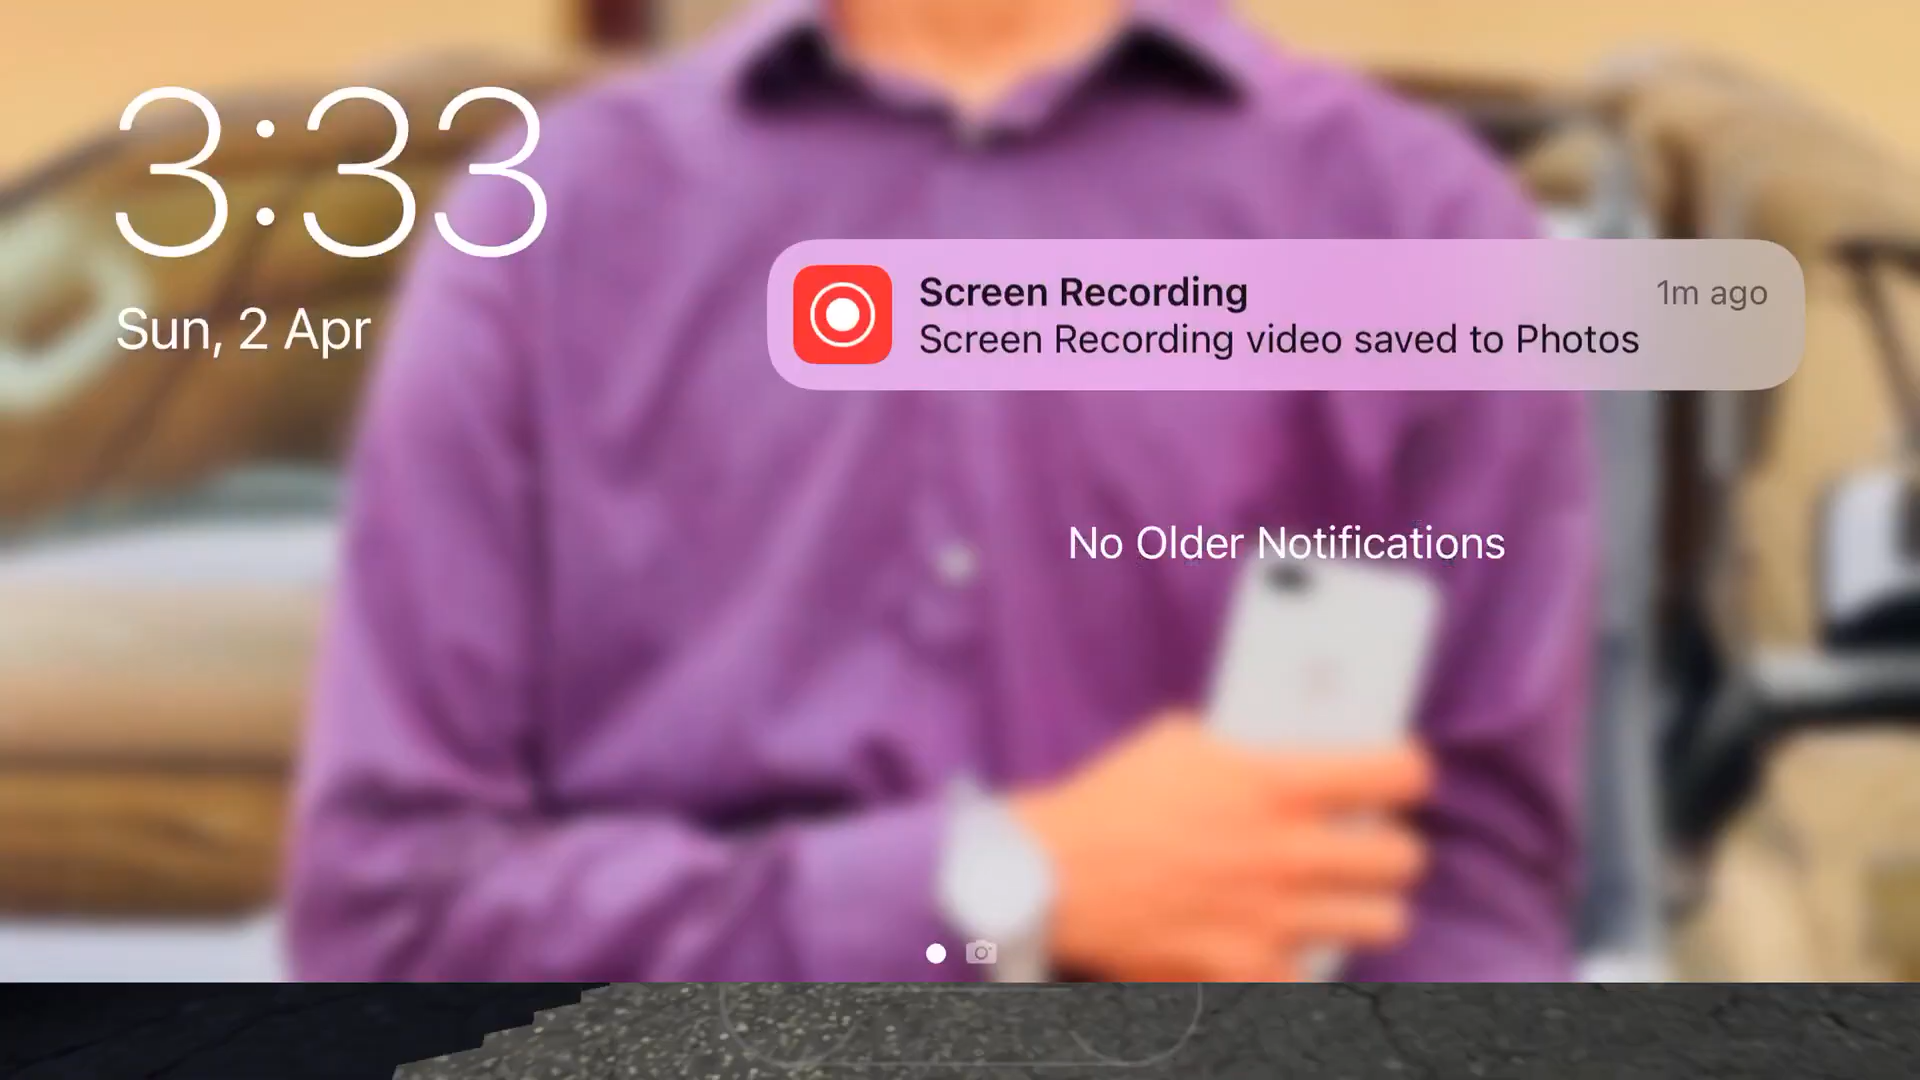 3:33
Sun, 2 Apr
Screen Recording
1m ago
Screen Recording video saved to Photos
No Older Notifications